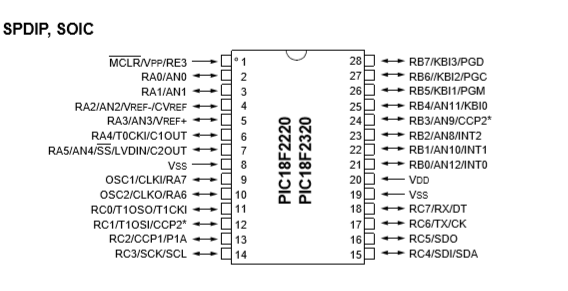 SPDIP, SOIC
MCLR/VPP/RE3 1 28 RB7/KBI3/PGD
RA0/AN0 2 27 RB6//KBI2/PGC
RA1/AN1 3 26 RB5/KBI1/PGM
RA2/AN2/VREF-/CVREF 4 25 RB4/AN11/KBI0
RA3/AN3/VREF+ 5 24 RB3/AN9/CCP2*
RA4/T0CKI/C1OUT 6 23 RB2/AN8/INT2
RA5/AN4/SS/LVDIN/C2OUT 7 22 RB1/AN10/INT1
VSS 8 21 RB0/AN12/INT0
OSC1/CLKI/RA7 9 20 VDD
OSC2/CLKO/RA6 10 19 VSS
RC0/T1OSO/T1CKI 11 18 RC7/RX/DT
RC1/T1OSI/CCP2* 12 17 RC6/TX/CK
RC2/CCP1/P1A 13 16 RC5/SDO
RC3/SCK/SCL 14 15 RC4/SDI/SDA
PIC18F2220
PIC18F2320